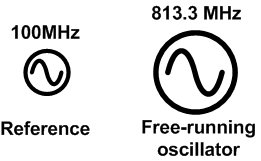 100MHz
Reference
813.3 MHz
Free-running
oscillator